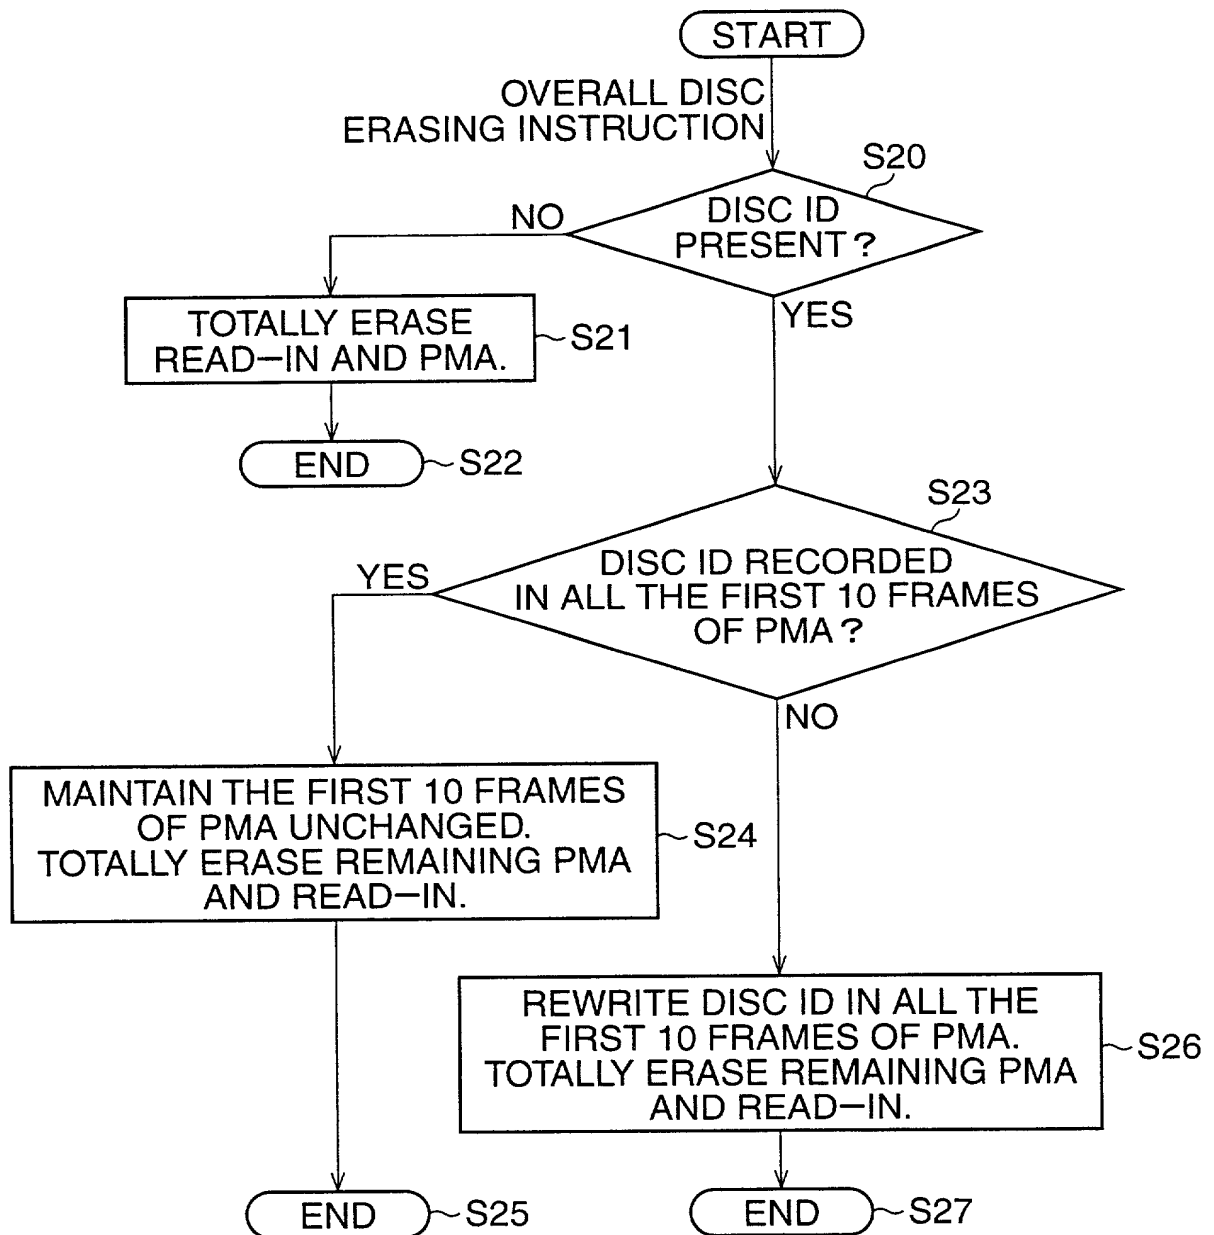 START
OVERALL DISC
ERASING INSTRUCTION
S20
DISC ID
PRESENT?
NO
YES
TOTALLY ERASE
READ-IN AND PMA.
S21
END
S22
S23
DISC ID RECORDED
IN ALL THE FIRST 10 FRAMES
OF PMA?
YES
NO
MAINTAIN THE FIRST 10 FRAMES
OF PMA UNCHANGED.
TOTALLY ERASE REMAINING PMA
AND READ-IN.
S24
REWRITE DISC ID IN ALL THE
FIRST 10 FRAMES OF PMA.
TOTALLY ERASE REMAINING PMA
AND READ-IN.
S26
END
S25
END
S27